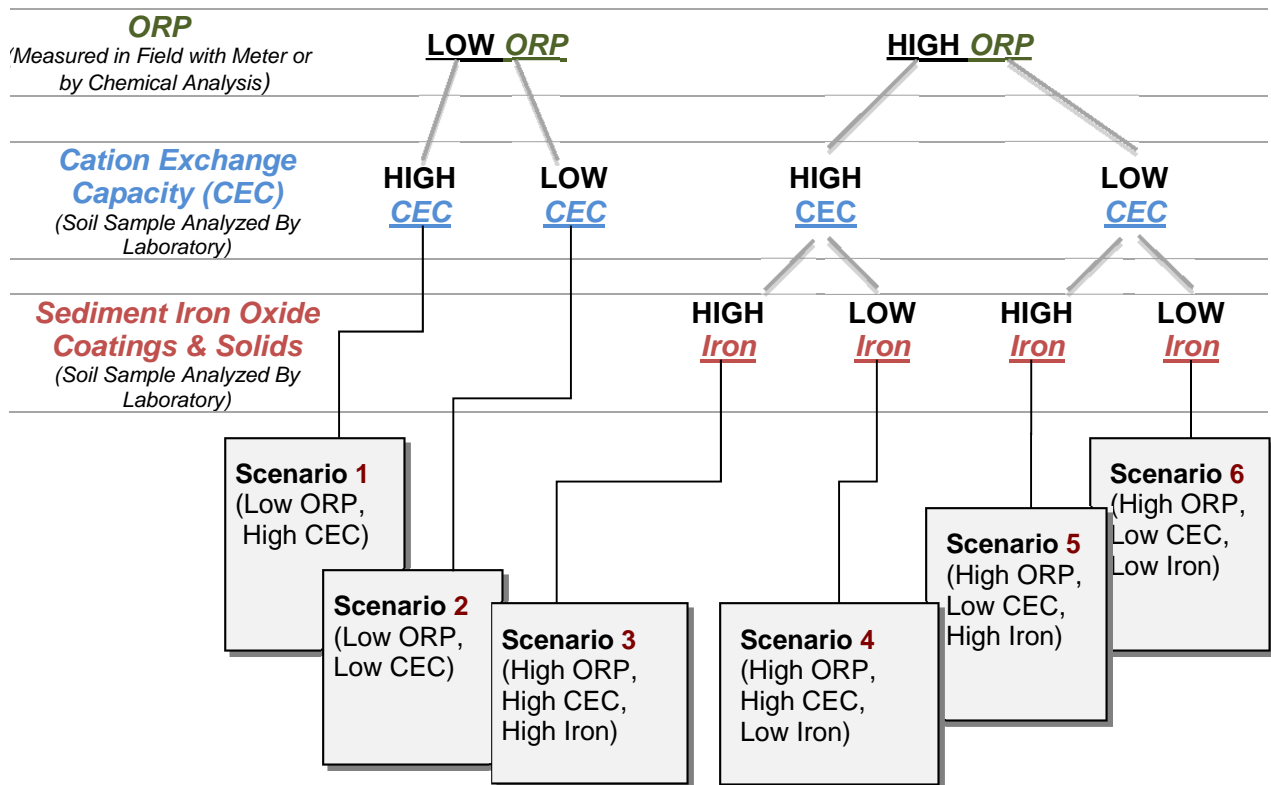 ORP
(Measured in Field with Meter or
by Chemical Analysis)
LOW ORP
HIGH ORP
Cation Exchange
Capacity (CEC)
(Soil Sample Analyzed By
Laboratory)
HIGH
CEC
LOW
CEC
HIGH
CEC
LOW
CEC
Sediment Iron Oxide
Coatings & Solids
(Soil Sample Analyzed By
Laboratory)
HIGH
Iron
LOW
Iron
HIGH
Iron
LOW
Iron
Scenario 1
(Low ORP,
High CEC)
Scenario 2
(Low ORP,
Low CEC)
Scenario 3
(High ORP,
High CEC,
High Iron)
Scenario 4
(High ORP,
High CEC,
Low Iron)
Scenario 5
(High ORP,
Low CEC,
High Iron)
Scenario 6
(High ORP,
Low CEC,
Low Iron)